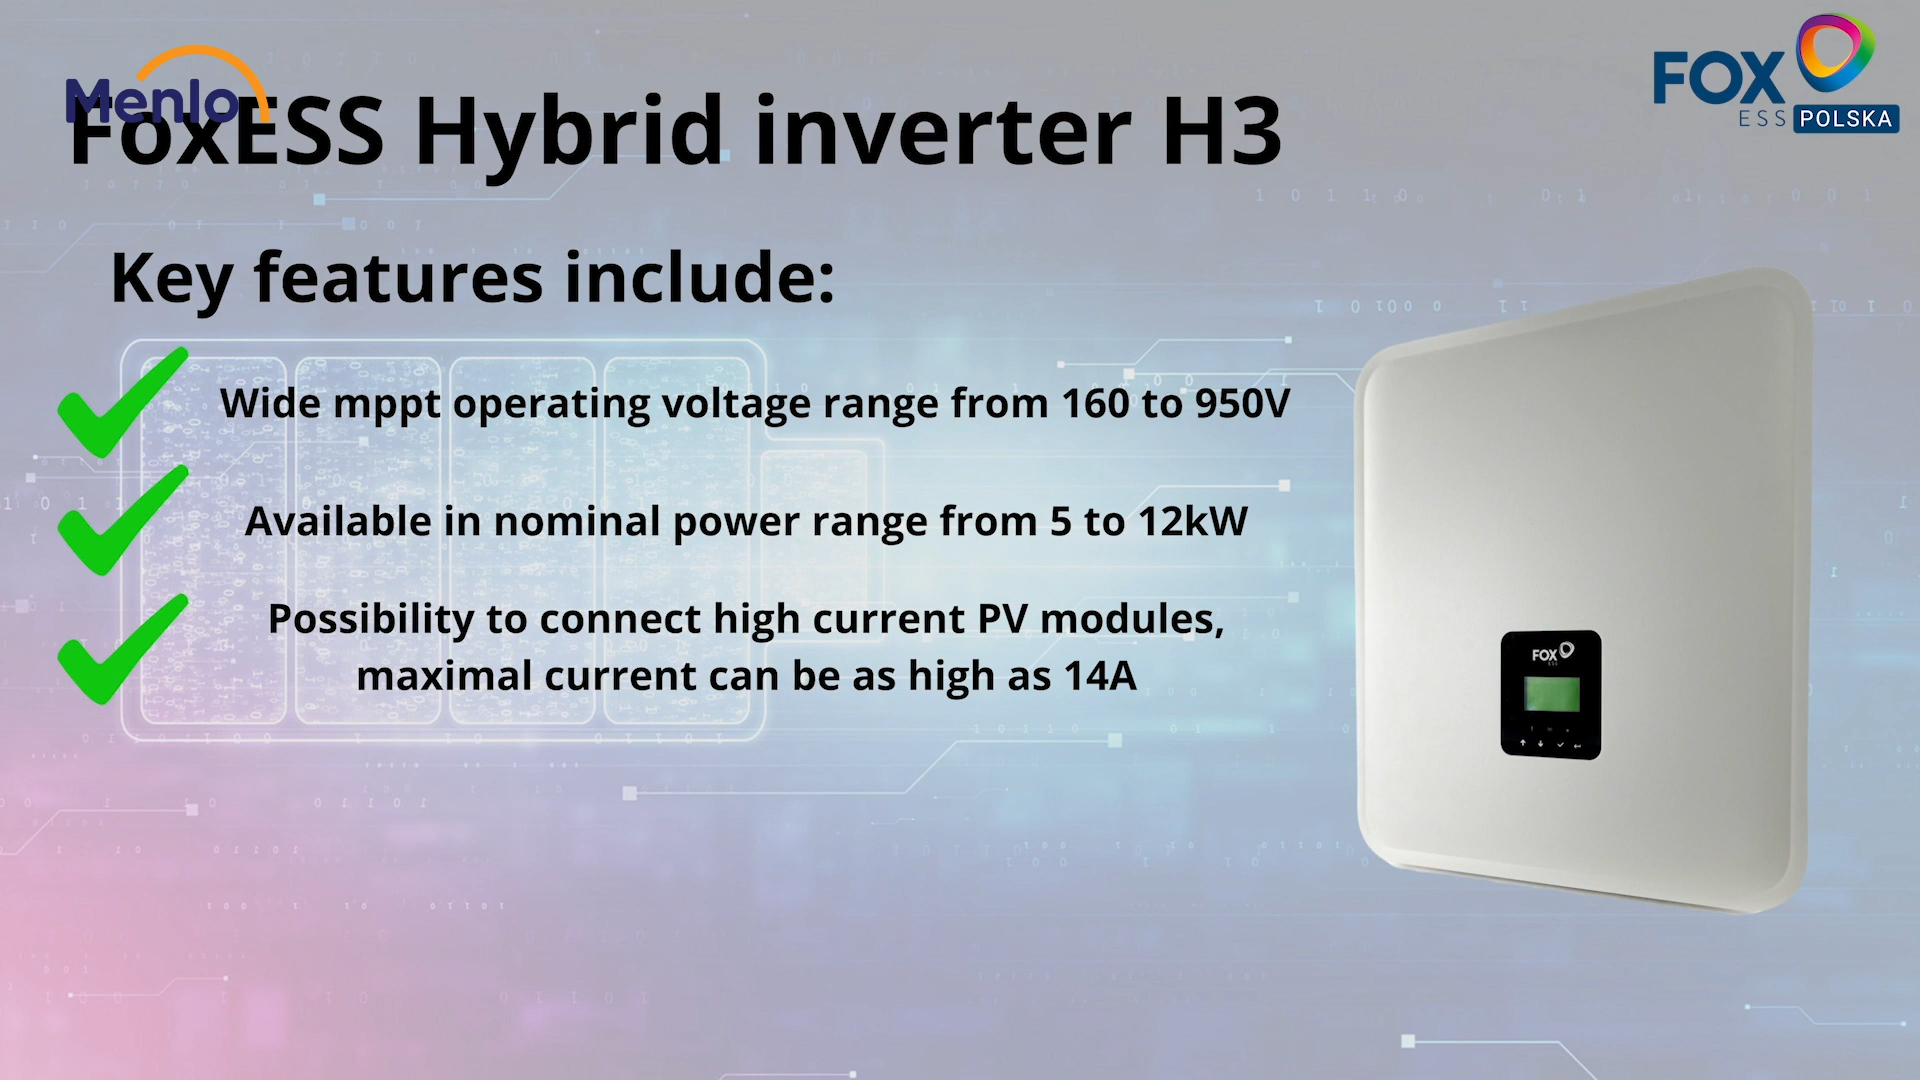 Menlo
FOX
ESS POLSKA
FoxESS Hybrid inverter H3
Key features include:
Wide mppt operating voltage range from 160 to 950V
Available in nominal power range from 5 to 12kW
Possibility to connect high current PV modules,
maximal current can be as high as 14A
FOX
ESS